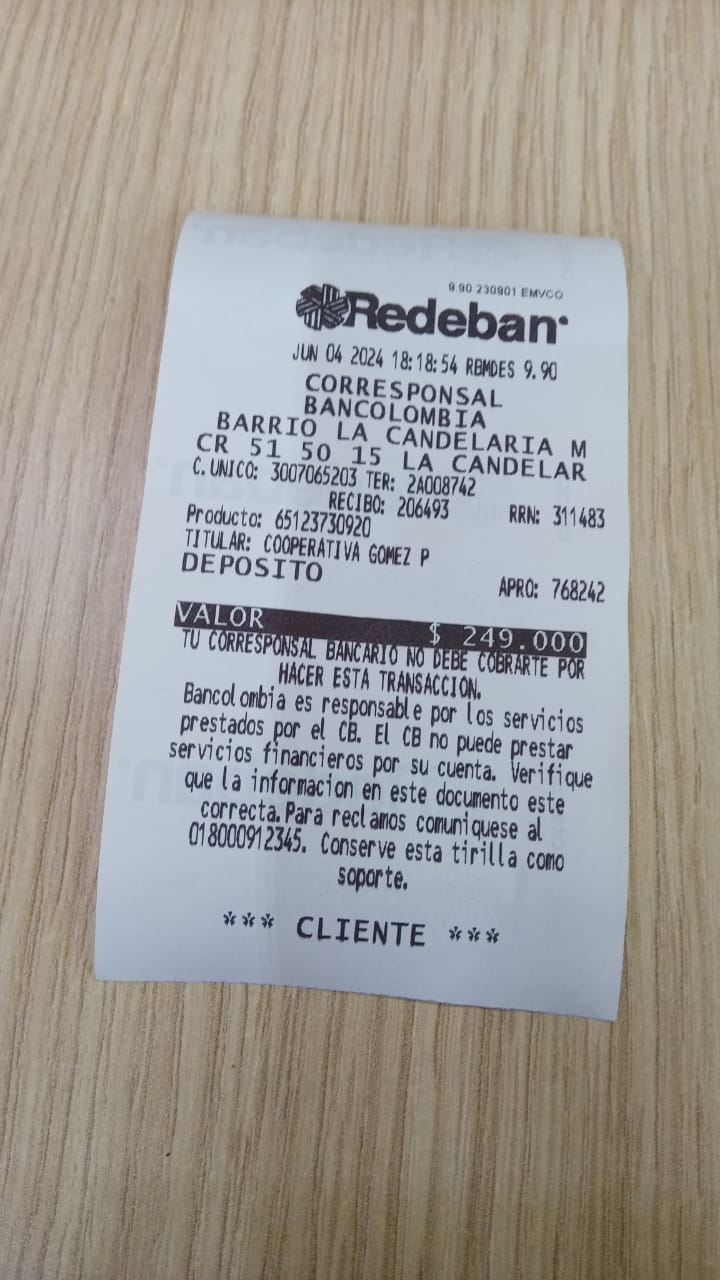 9.90 230901 EMVCO
Redeban
JUN 04 2024 18:18:54 RBMDES 9.90
CORRESPONSAL
BANCOLOMBIA
BARRIO LA CANDELARIA M
CR 51 50 15 LA CANDELAR
C. UNICO: 3007065203 TER: 2A008742
RECIBO: 206493 RRN: 311483
Producto: 65123730920
TITULAR: COOPERATIVA GOMEZ P
DEPOSITO APRO: 768242
VALOR $ 249.000
TU CORRESPONSAL BANCARIO NO DEBE COBRARTE POR
HACER ESTA TRANSACCION.
Bancolombia es responsable por los servicios
prestados por el CB. El CB no puede prestar
servicios financieros por su cuenta. Verifique
que la informacion en este documento este
correcta. Para reclamos comuniquese al
018000912345. Conserve esta tirilla como
soporte.
*** CLIENTE ***